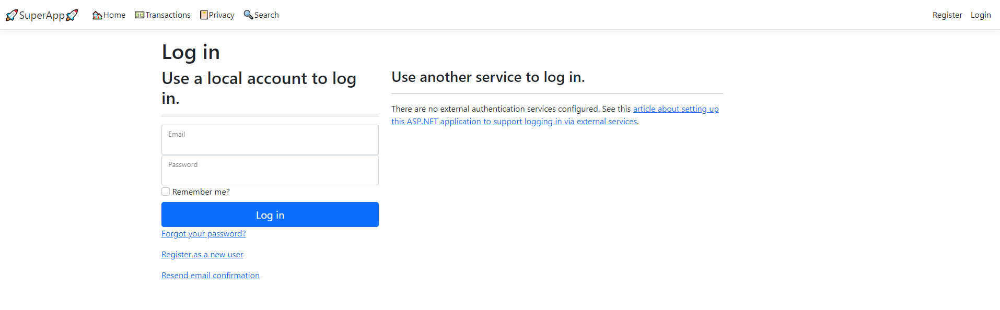 🚀SuperApp🚀 🏠Home 💵Transactions 📔Privacy 🔍Search Register Login
Log in
Use a local account to log
in.
Email
Password
Remember me?
Log in
Forgot your password?
Register as a new user
Resend email confirmation
Use another service to log in.
There are no external authentication services configured. See this article about setting up
this ASP.NET application to support logging in via external services.